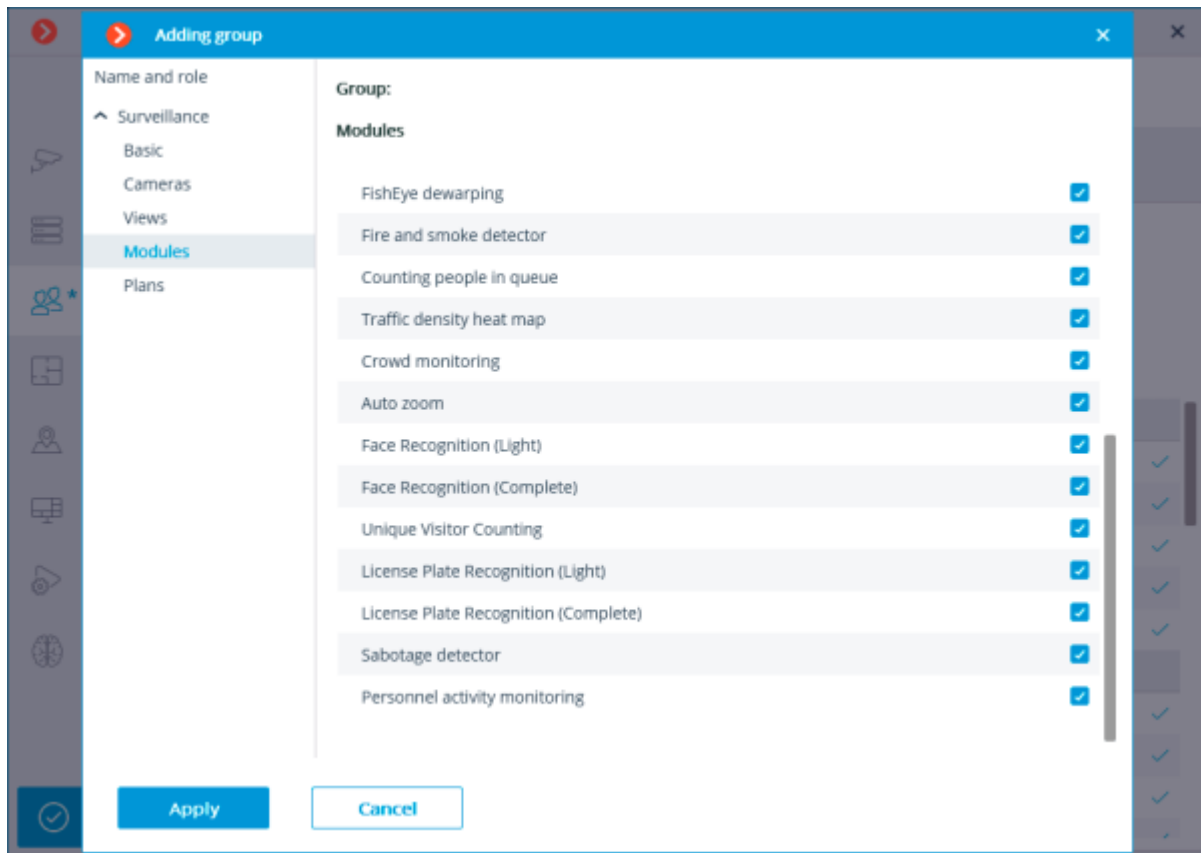 Adding group
Name and role
Surveillance
Basic
Cameras
Views
Modules
Plans
Group:
Modules
FishEye dewarping
Fire and smoke detector
Counting people in queue
Traffic density heat map
Crowd monitoring
Auto zoom
Face Recognition (Light)
Face Recognition (Complete)
Unique Visitor Counting
License Plate Recognition (Light)
License Plate Recognition (Complete)
Sabotage detector
Personnel activity monitoring
Apply
Cancel